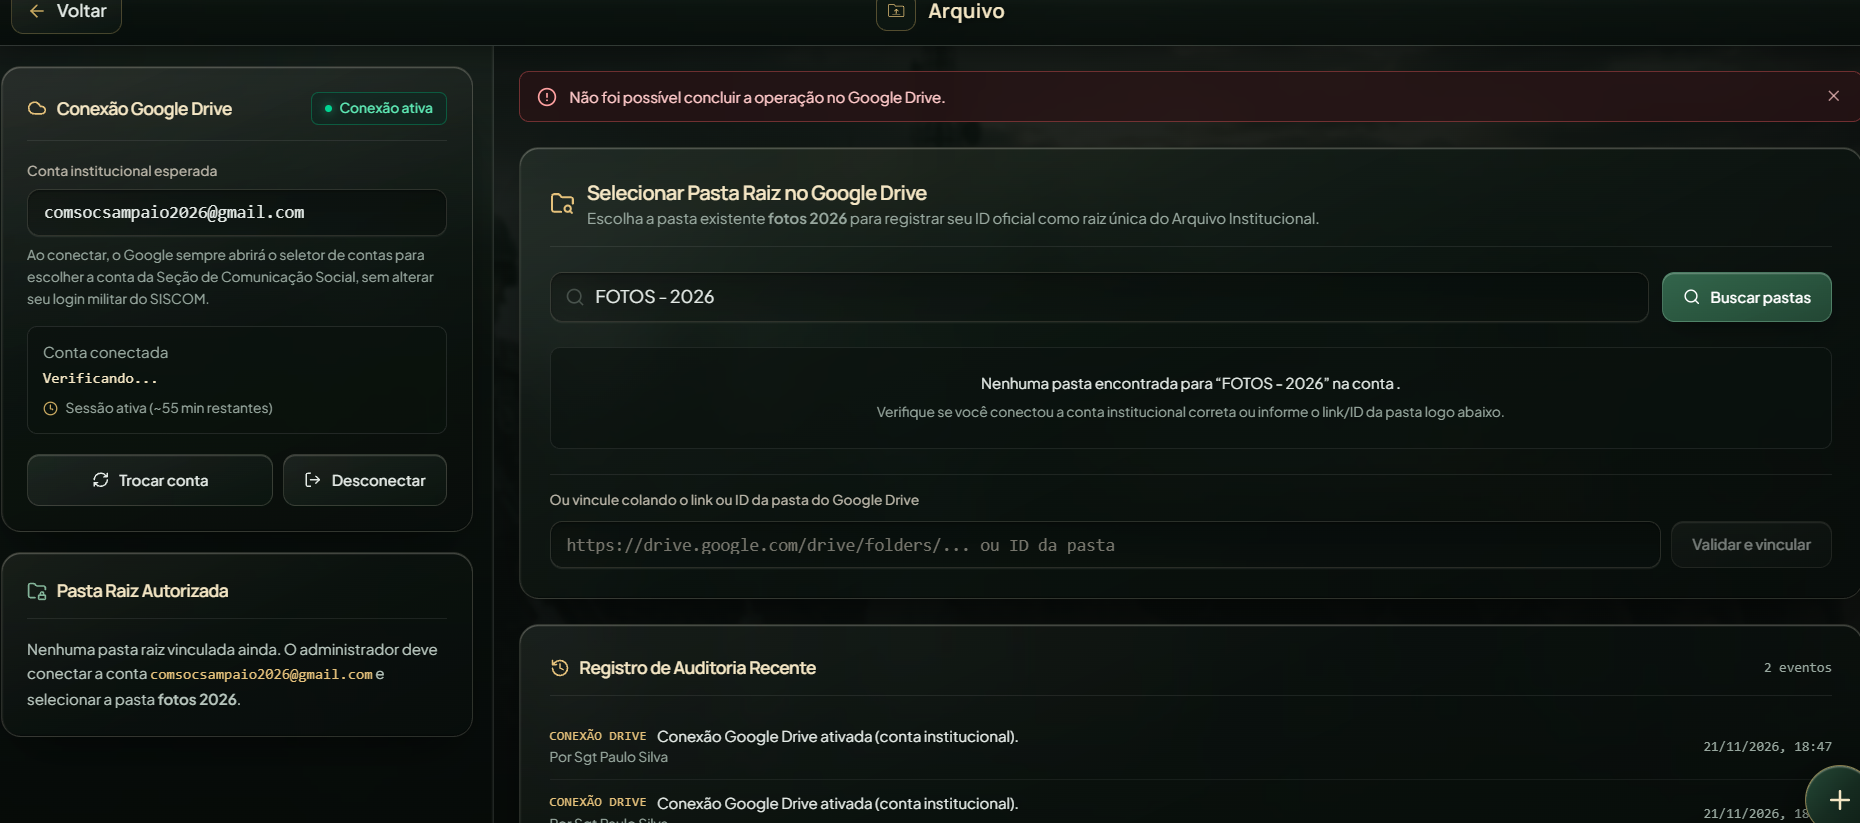 Voltar
Arquivo
Conexão Google Drive
Conexão ativa
Conta institucional esperada
comsocsampaio2026@gmail.com
Ao conectar, o Google sempre abrirá o seletor de contas para
escolher a conta da Seção de Comunicação Social, sem alterar
seu login militar do SISCOM.
Conta conectada
Verificando...
Sessão ativa (~55 min restantes)
Trocar conta
Desconectar
Pasta Raiz Autorizada
Nenhuma pasta raiz vinculada ainda. O administrador deve
conectar a conta comsocsampaio2026@gmail.com e
selecionar a pasta fotos 2026.
Não foi possível concluir a operação no Google Drive.
Selecionar Pasta Raiz no Google Drive
Escolha a pasta existente fotos 2026 para registrar seu ID oficial como raiz única do Arquivo Institucional.
FOTOS - 2026
Buscar pastas
Nenhuma pasta encontrada para “FOTOS - 2026” na conta .
Verifique se você conectou a conta institucional correta ou informe o link/ID da pasta logo abaixo.
Ou vincule colando o link ou ID da pasta do Google Drive
https://drive.google.com/drive/folders/... ou ID da pasta
Validar e vincular
Registro de Auditoria Recente
2 eventos
CONEXÃO DRIVE Conexão Google Drive ativada (conta institucional).
Por Sgt Paulo Silva
21/11/2026, 18:47
CONEXÃO DRIVE Conexão Google Drive ativada (conta institucional).
Por Sgt Paulo Silva
21/11/2026, 18